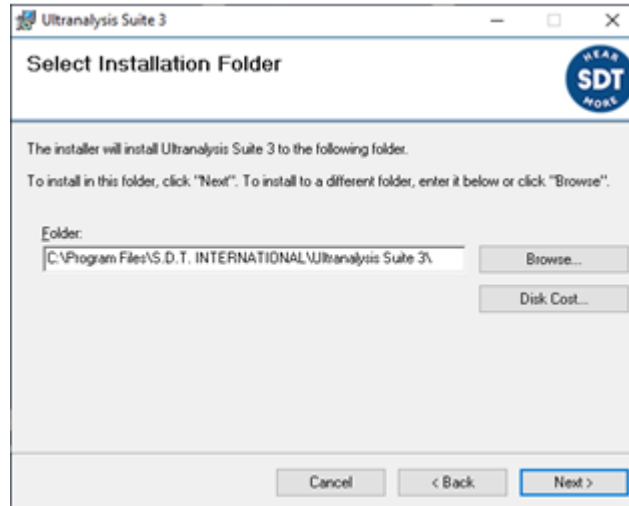 Ultranalysis Suite 3
Select Installation Folder
HEAR
SDT
MORE
The installer will install Ultranalysis Suite 3 to the following folder.
To install in this folder, click "Next". To install to a different folder, enter it below or click "Browse".
Folder:
C:\Program Files\S.D.T. INTERNATIONAL\Ultranalysis Suite 3\
Browse...
Disk Cost...
Cancel
< Back
Next >